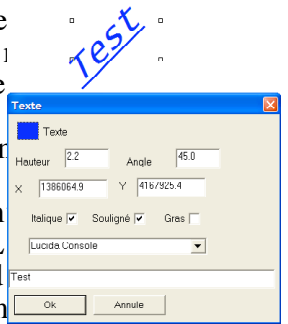 Test
Texte
Texte
Hauteur 2.2 Angle 45.0
X 1386064.9 Y 4167925.4
Italique Souligné Gras
Lucida Console
Test
Ok Annule